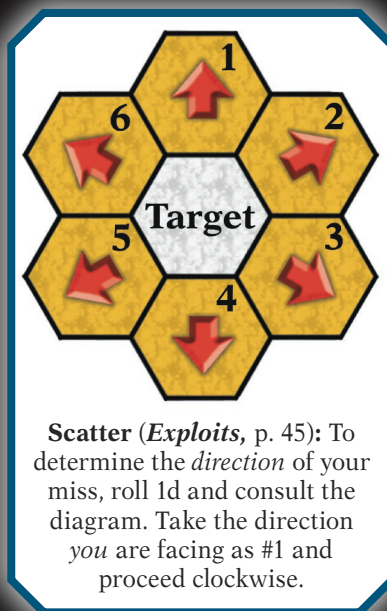 1
6
2
Target
5
3
4
Scatter (Exploits, p. 45): To
determine the direction of your
miss, roll 1d and consult the
diagram. Take the direction
you are facing as #1 and
proceed clockwise.